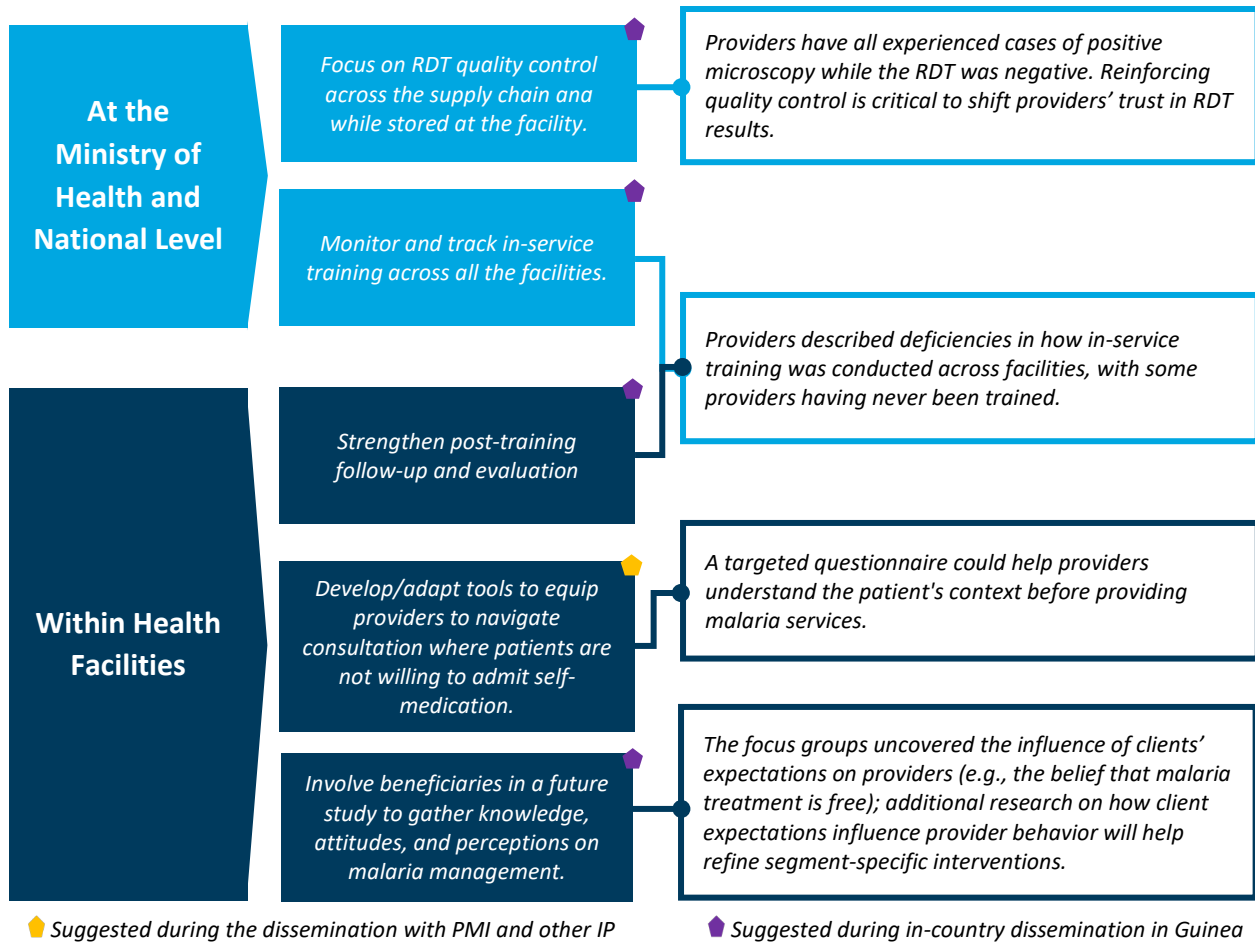 At the
Ministry of
Health and
National Level
Focus on RDT quality control
across the supply chain ana
while stored at the facility.
Providers have all experienced cases of positive
microscopy while the RDT was negative. Reinforcing
quality control is critical to shift providers’ trust in RDT
results.
Monitor and track in-service
training across all the facilities.
Providers described deficiencies in how in-service
training was conducted across facilities, with some
providers having never been trained.
Within Health
Facilities
Strengthen post-training
follow-up and evaluation
Develop/adapt tools to equip
providers to navigate
consultation where patients are
not willing to admit self-
medication.
A targeted questionnaire could help providers
understand the patient's context before providing
malaria services.
Involve beneficiaries in a future
study to gather knowledge,
attitudes, and perceptions on
malaria management.
The focus groups uncovered the influence of clients’
expectations on providers (e.g., the belief that malaria
treatment is free); additional research on how client
expectations influence provider behavior will help
refine segment-specific interventions.
Suggested during the dissemination with PMI and other IP
Suggested during in-country dissemination in Guinea